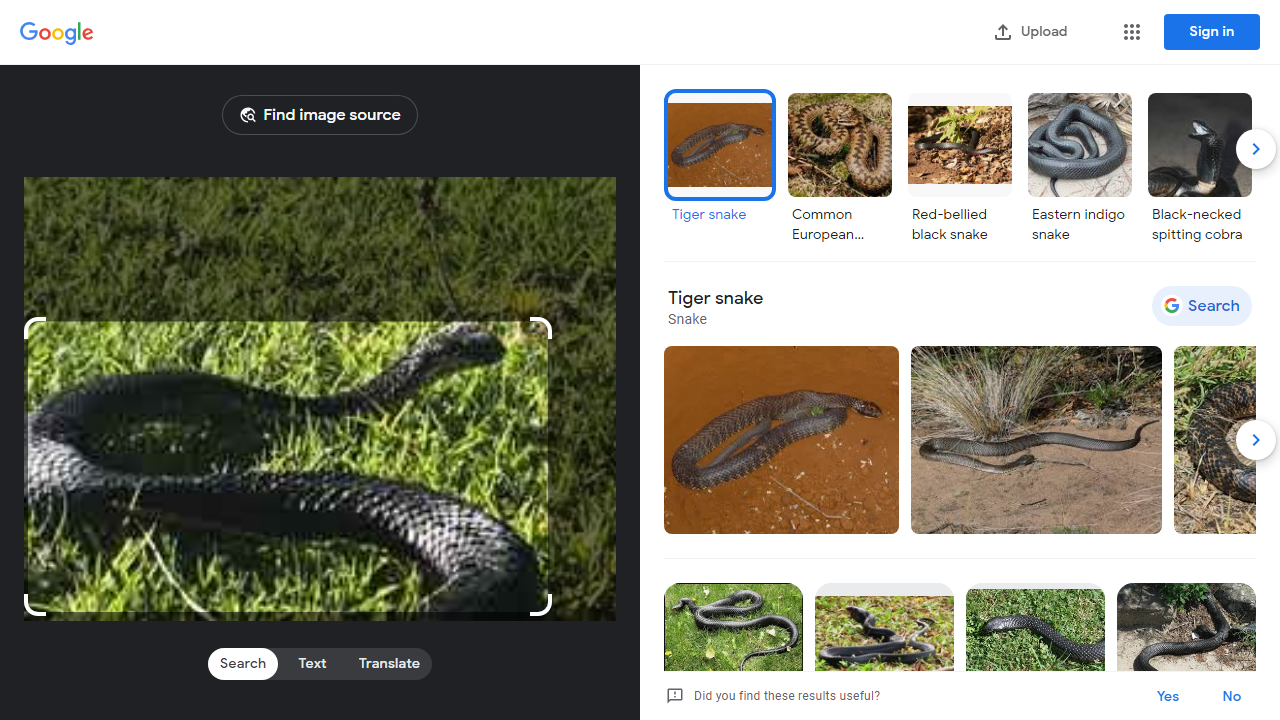 Google
Upload
Sign in
Find image source
Tiger snake
Common
European...
Red-bellied
black snake
Eastern indigo
snake
Black-necked
spitting cobra
Tiger snake
Snake
Search
Search
Text
Translate
Did you find these results useful?
Yes
No